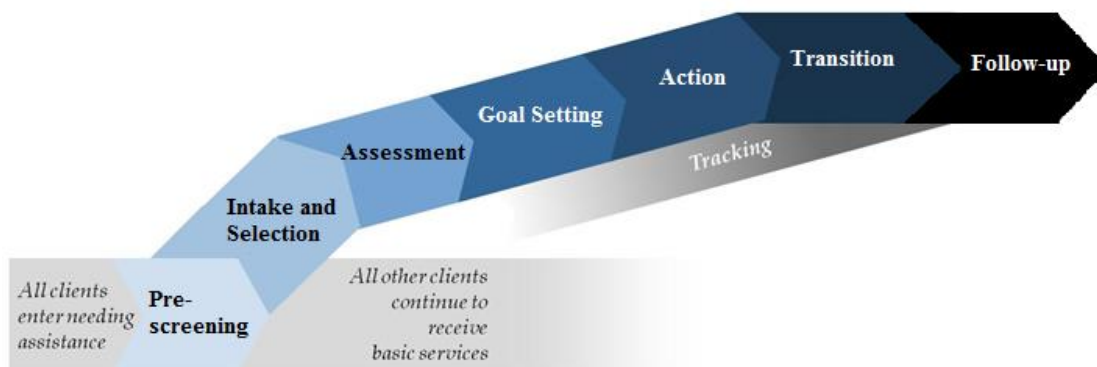 All clients
enter needing
assistance
Pre-
screening
Intake and
Selection
Assessment
Goal Setting
Action
Transition
Follow-up
Tracking
All other clients
continue to
receive
basic services